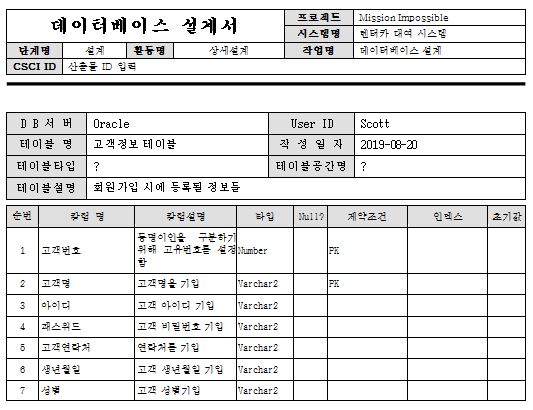 데이터베이스 설계서
프로젝트 Mission Impossible
시스템명 렌터카 대여 시스템
단계명 설계 활동명 상세설계 작업명 데이터베이스 설계
CSCI ID 산출물 ID 입력
DB서버 Oracle User ID Scott
테이블 명 고객정보 테이블 작 성 일 자 2019-08-20
테이블타입 ? 테이블공간명 ?
테이블설명 회원가입 시에 등록될 정보들
순번 칼럼 명 칼럼설명 타입 Null? 계약조건 인덱스 초기값
1 고객번호 동명이인을 구분하기 위해 고유번호를 설정함 Number PK
2 고객명 고객명을 기입 Varchar2 PK
3 아이디 고객 아이디 기입 Varchar2
4 패스워드 고객 비밀번호 기입 Varchar2
5 고객연락처 연락처를 기입 Varchar2
6 생년월일 고객 생년월일 기입 Varchar2
7 성별 고객 성별기입 Varchar2